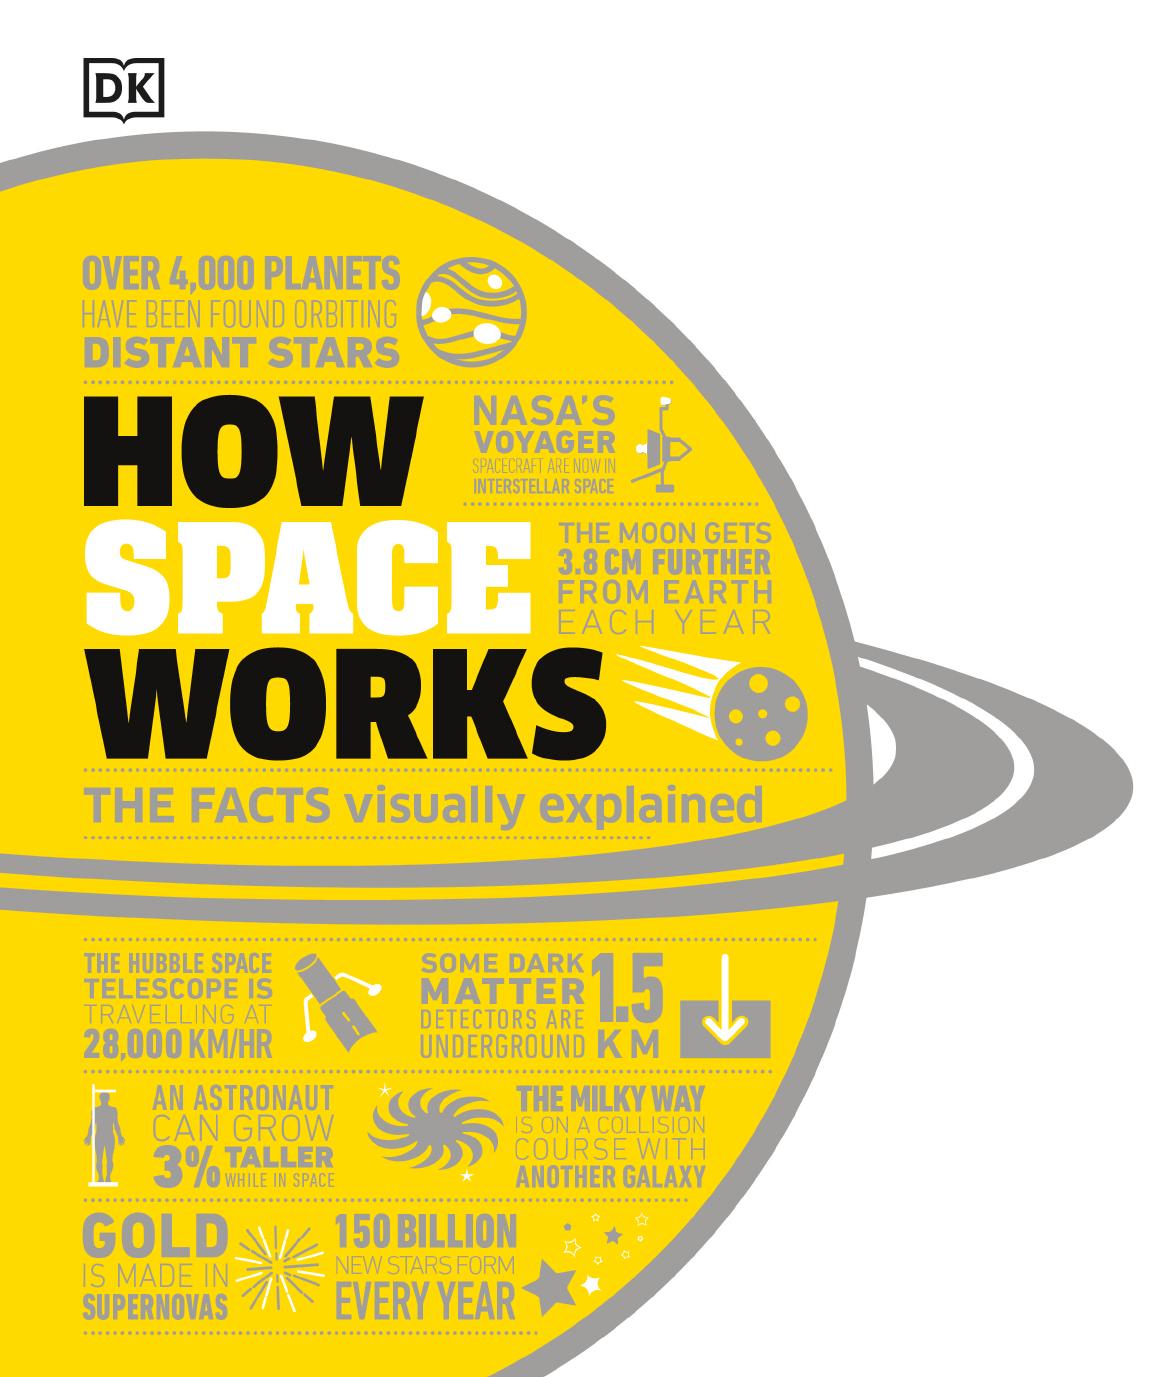 DK
OVER 4,000 PLANETS
HAVE BEEN FOUND ORBITING
DISTANT STARS
HOW
SPACE
WORKS
NASA'S
VOYAGER
SPACECRAFT ARE NOW IN
INTERSTELLAR SPACE
THE MOON GETS
3.8 CM FURTHER
FROM EARTH
EACH YEAR
THE FACTS visually explained
THE HUBBLE SPACE
TELESCOPE IS
TRAVELLING AT
28,000 KM/HR
SOME DARK
MATTER
DETECTORS ARE
UNDERGROUND
1.5
KM
AN ASTRONAUT
CAN GROW
3% TALLER
WHILE IN SPACE
THE MILKY WAY
IS ON A COLLISION
COURSE WITH
ANOTHER GALAXY
GOLD
IS MADE IN
SUPERNOVAS
150 BILLION
NEW STARS FORM
EVERY YEAR